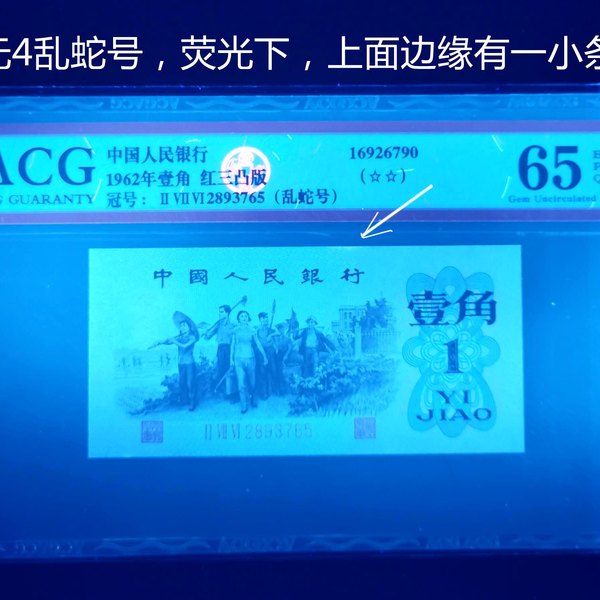 无4乱蛇号，荧光下，上面边缘有一小条
ACG
S GUARANTY
中国人民银行
1962年壹角 红三凸版
冠号： II VII VI 2893765（乱蛇号）
16926790
（☆☆）
65
Gem Uncirculated
中國人民銀行
壹角
1
YI
JIAO
II VII VI 2893765